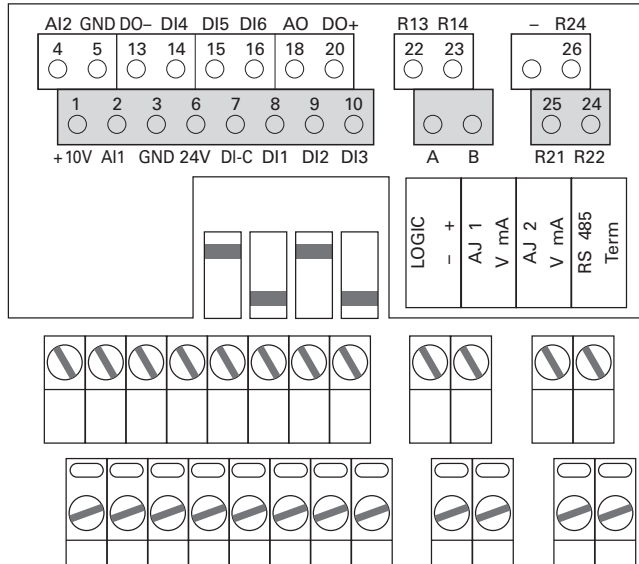 AI2 GND DO– DI4 DI5 DI6 AO DO+ R13 R14 – R24
4 5 13 14 15 16 18 20 22 23 26
1 2 3 6 7 8 9 10 25 24
+10V AI1 GND 24V DI-C DI1 DI2 DI3 A B R21 R22
LOGIC
– +
AJ 1
V mA
AJ 2
V mA
RS 485
Term